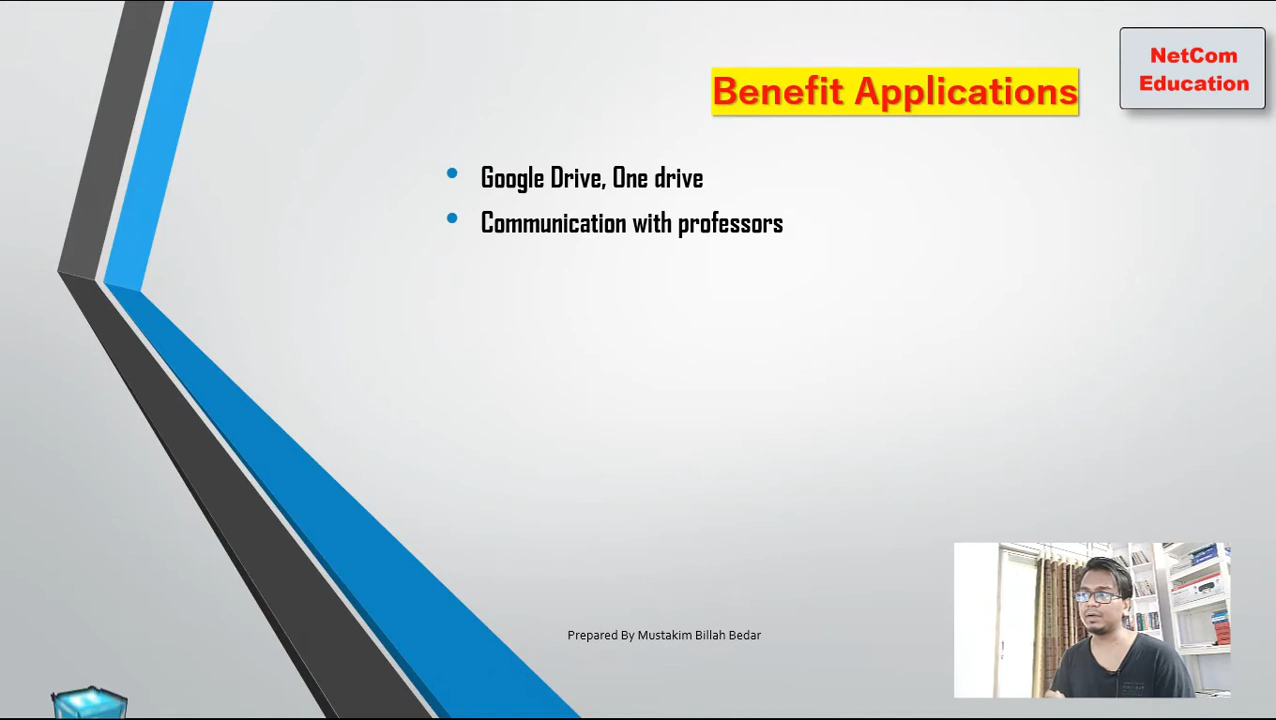 NetCom
Education
Benefit Applications
Google Drive, One drive
Communication with professors
Prepared By Mustakim Billah Bedar